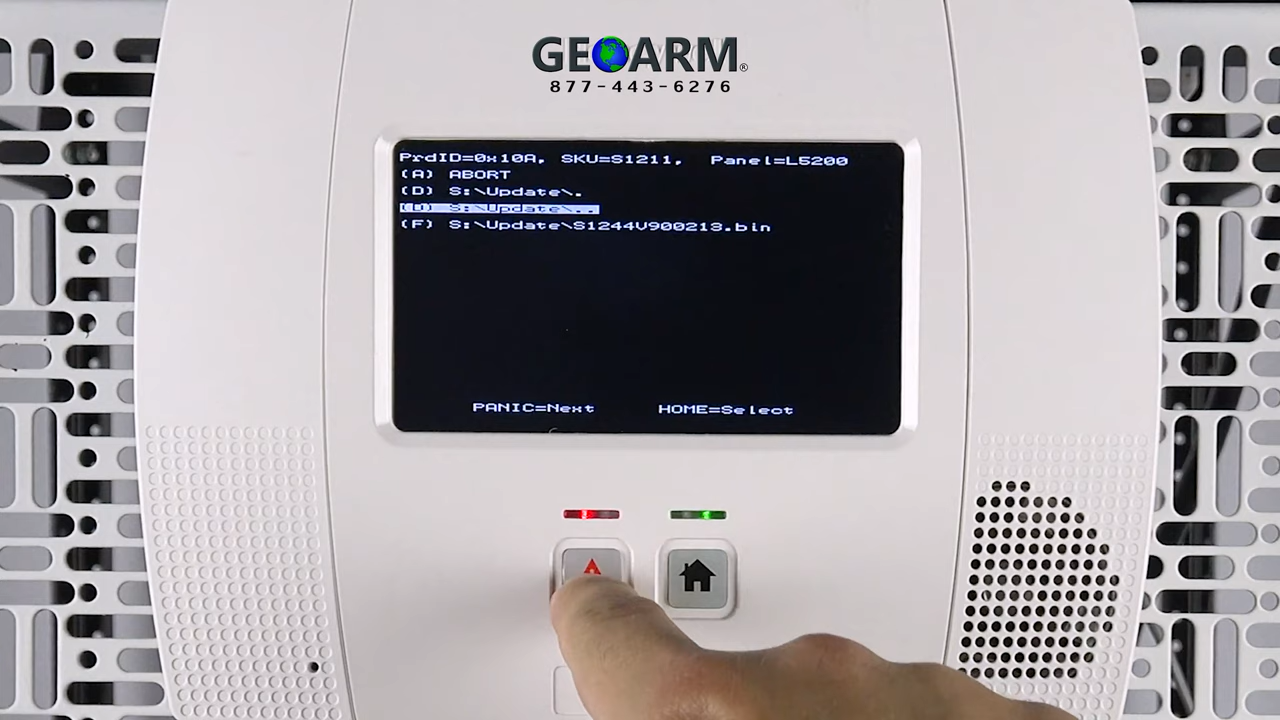 GEOARM®
877-443-6276
PrdID=0x10A, SKU=S1211, Panel=L5200
(A) ABORT
(D) S:\Update\.
(D) S:\Update\..
(F) S:\Update\S1244V900213.bin
PANIC=Next HOME=Select